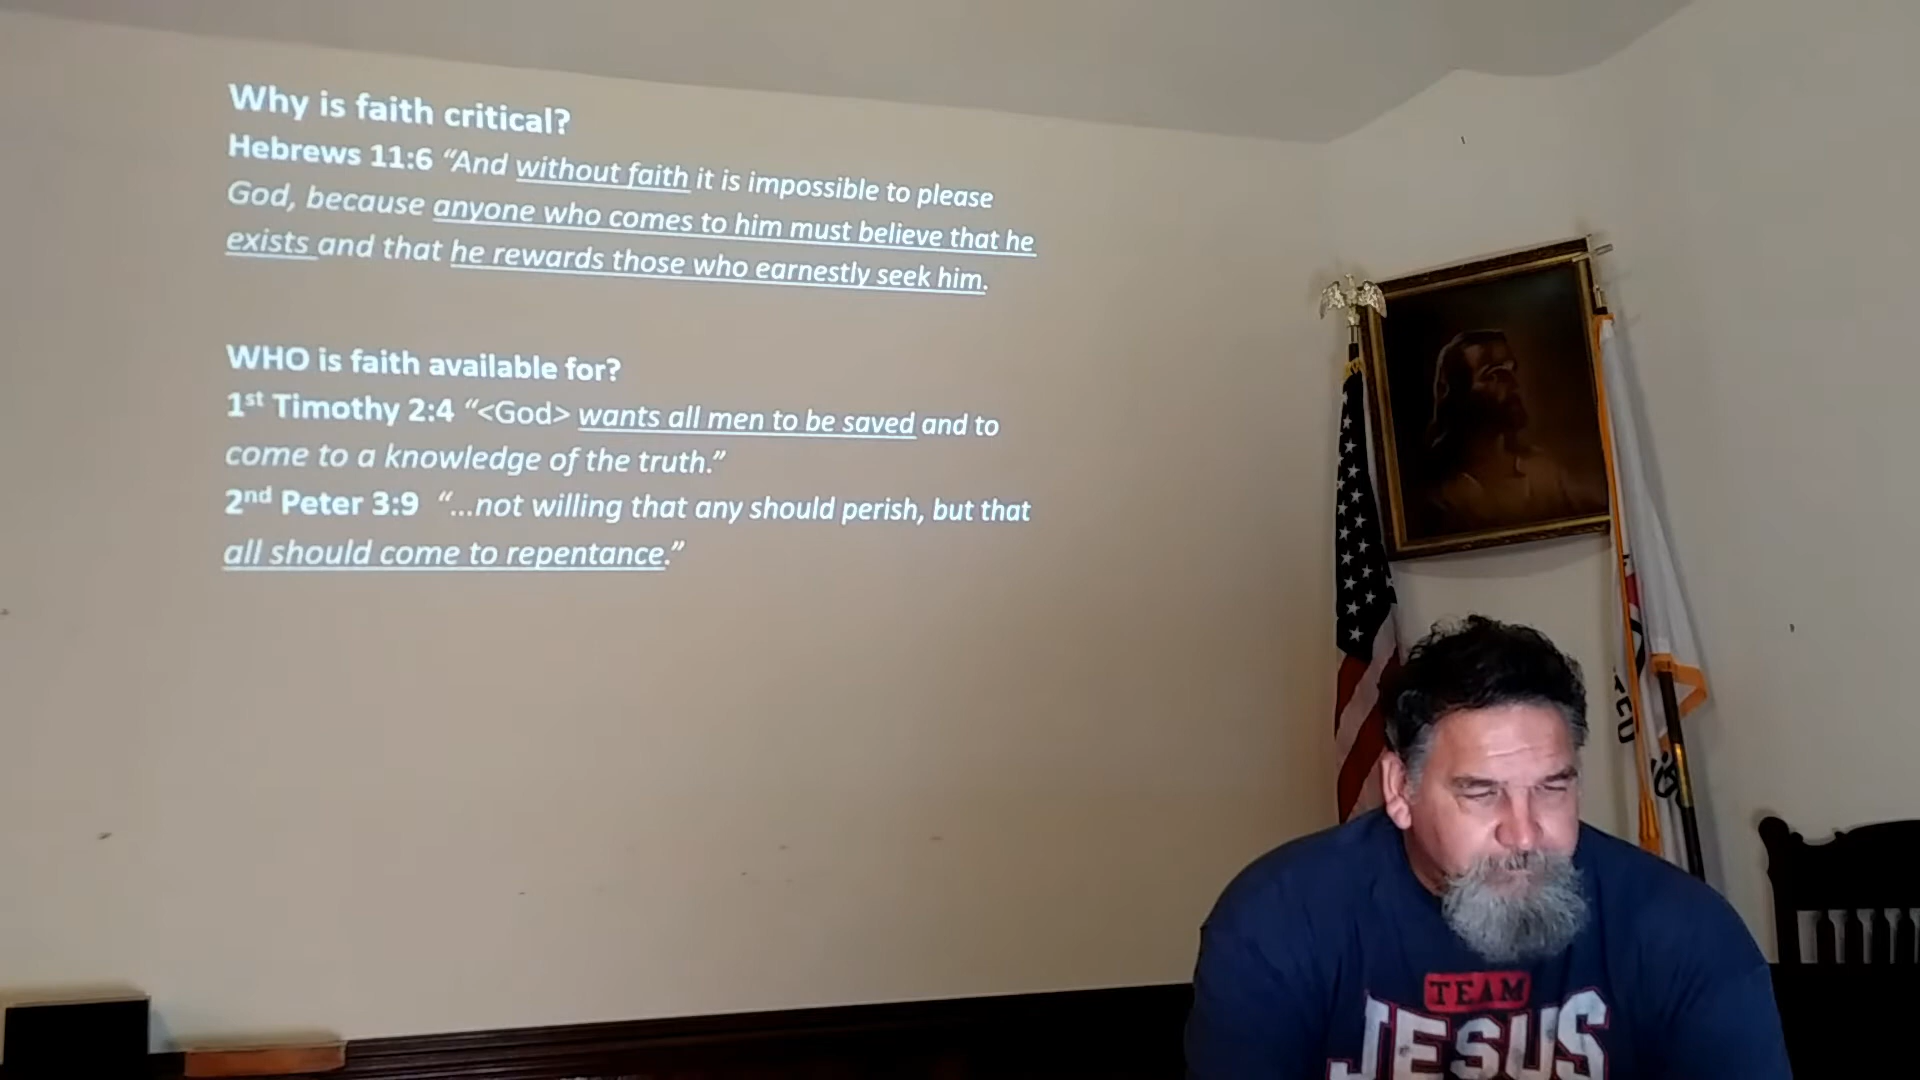 Why is faith critical?
Hebrews 11:6 “And without faith it is impossible to please
God, because anyone who comes to him must believe that he
exists and that he rewards those who earnestly seek him.
WHO is faith available for?
1st Timothy 2:4 “<God> wants all men to be saved and to
come to a knowledge of the truth.”
2nd Peter 3:9 “...not willing that any should perish, but that
all should come to repentance.”
TEAM
JESUS